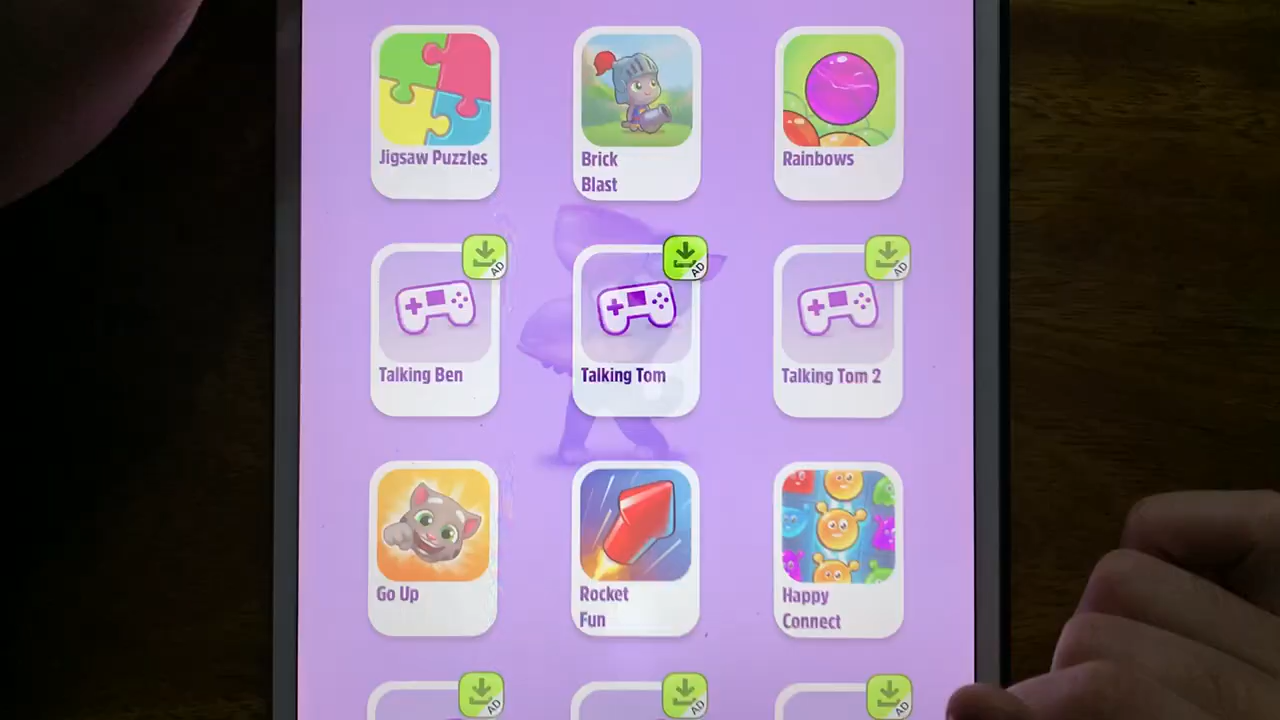 Jigsaw Puzzles
Brick
Blast
Rainbows
AD
AD
AD
Talking Ben
Talking Tom
Talking Tom 2
Go Up
Rocket
Fun
Happy
Connect
AD
AD
AD